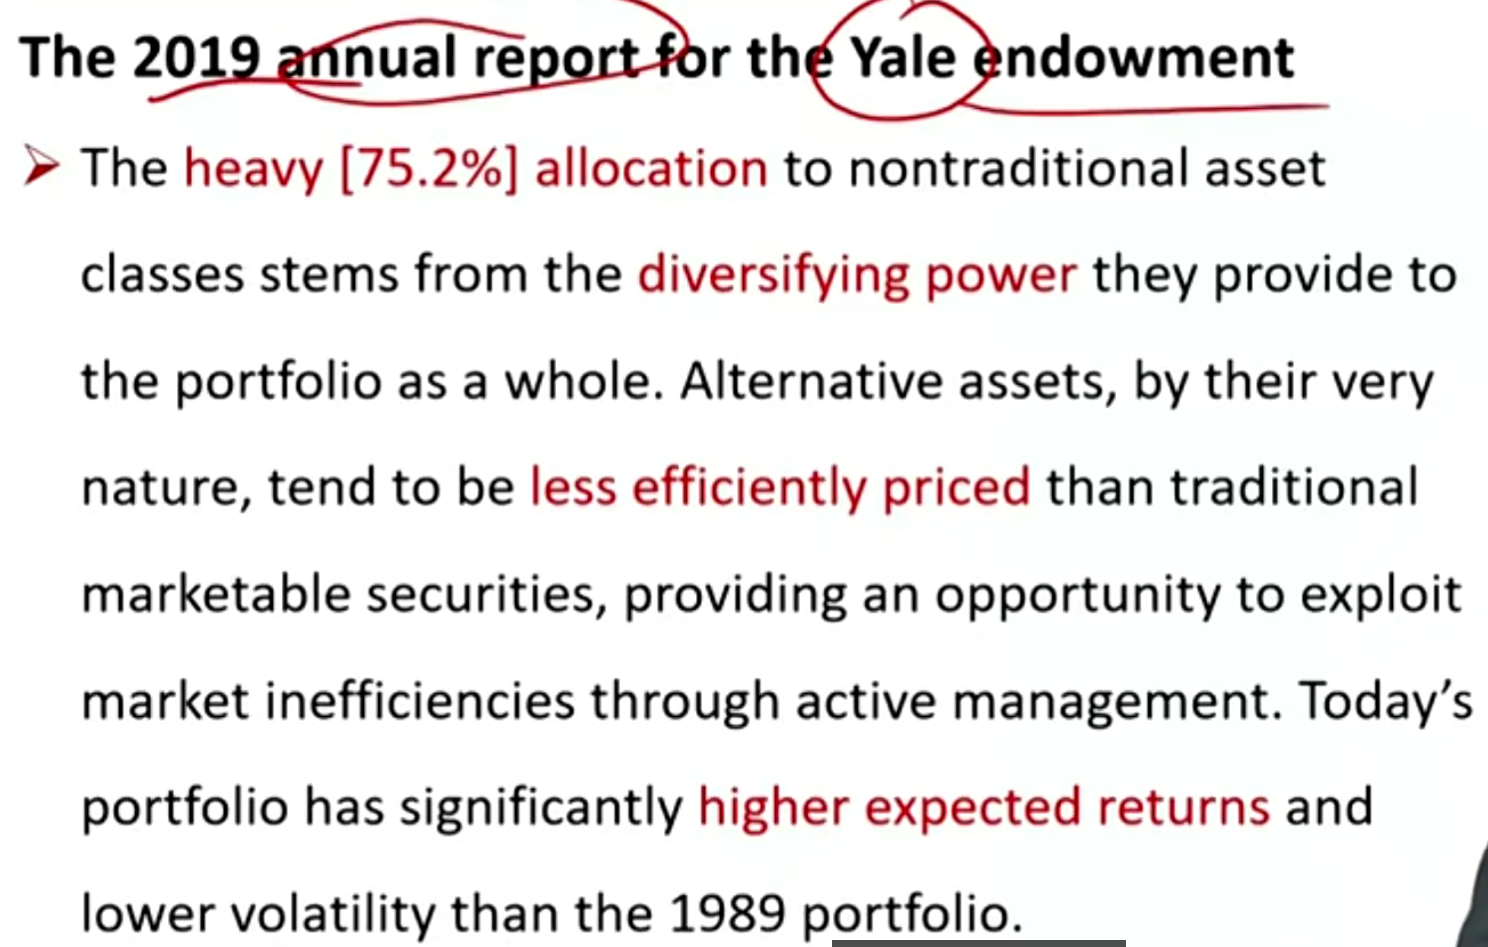 The 2019 annual report for the Yale endowment
➢ The heavy [75.2%] allocation to nontraditional asset
classes stems from the diversifying power they provide to
the portfolio as a whole. Alternative assets, by their very
nature, tend to be less efficiently priced than traditional
marketable securities, providing an opportunity to exploit
market inefficiencies through active management. Today’s
portfolio has significantly higher expected returns and
lower volatility than the 1989 portfolio.